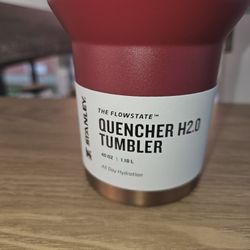 THE FLOWSTATE™
QUENCHER H2.0
TUMBLER
40 OZ | 1.18 L
All Day Hydration
STANLEY